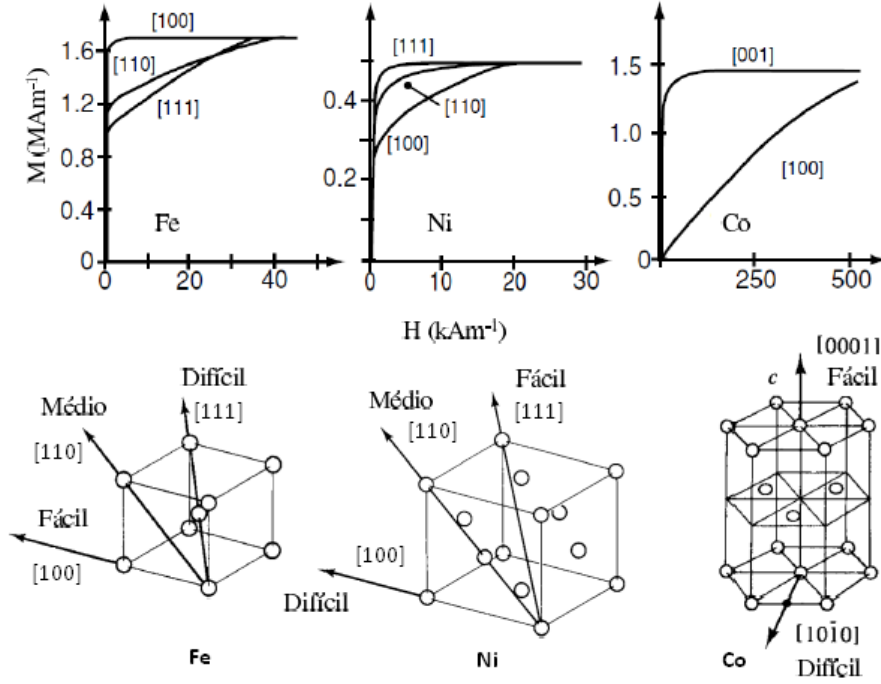 [100]
1.6
[110]
1.2
[111]
0.8
0.4
Fe
0
0 20 40
M (MAm⁻¹)
[111]
0.4
[110]
[100]
0.2
Ni
0
0 10 20 30
H (kAm⁻¹)
[001]
1.5
1.0
[100]
0.5
Co
0
250 500
Difícil
[111]
Médio
[110]
Fácil
[100]
Fe
Fácil
[111]
Médio
[110]
[100]
Difícil
Ni
[0001]
c Fácil
[101̄0]
Difícil
Co